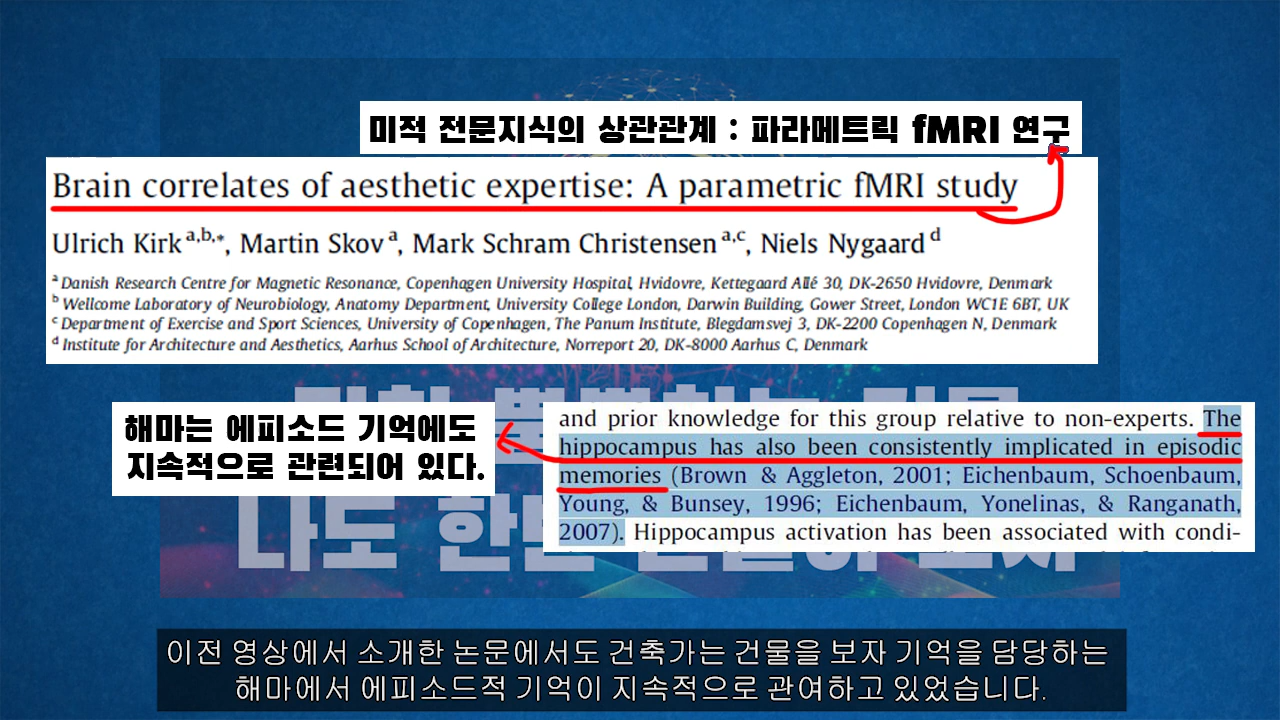 미적 전문지식의 상관관계 : 파라메트릭 fMRI 연구
Brain correlates of aesthetic expertise: A parametric fMRI study
Ulrich Kirk a,b,*, Martin Skov a, Mark Schram Christensen a,c, Niels Nygaard d
a Danish Research Centre for Magnetic Resonance, Copenhagen University Hospital, Hvidovre, Kettegaard Allé 30, DK-2650 Hvidovre, Denmark
b Wellcome Laboratory of Neurobiology, Anatomy Department, University College London, Darwin Building, Gower Street, London WC1E 6BT, UK
c Department of Exercise and Sport Sciences, University of Copenhagen, The Panum Institute, Blegdamsvej 3, DK-2200 Copenhagen N, Denmark
d Institute for Architecture and Aesthetics, Aarhus School of Architecture, Norreport 20, DK-8000 Aarhus C, Denmark
해마는 에피소드 기억에도
지속적으로 관련되어 있다.
and prior knowledge for this group relative to non-experts. The
hippocampus has also been consistently implicated in episodic
memories (Brown & Aggleton, 2001; Eichenbaum, Schoenbaum,
Young, & Bunsey, 1996; Eichenbaum, Yonelinas, & Ranganath,
2007). Hippocampus activation has been associated with condi-
나도
이전 영상에서 소개한 논문에서도 건축가는 건물을 보자 기억을 담당하는
해마에서 에피소드적 기억이 지속적으로 관여하고 있었습니다.